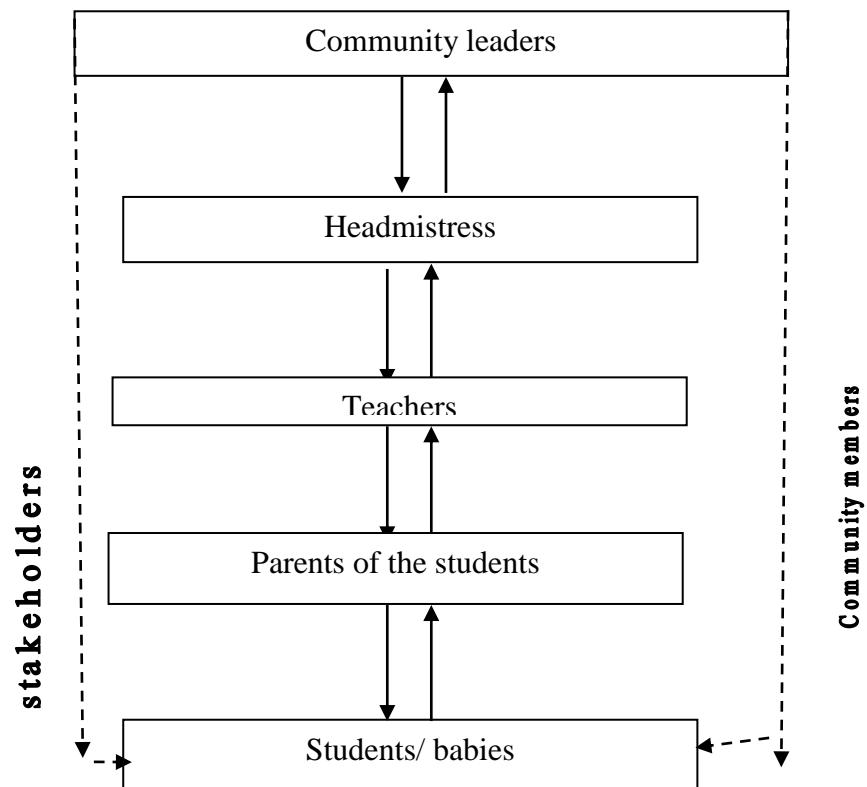 Community leaders
Headmistress
Teachers
Parents of the students
Students/ babies
stakeholders
Community members